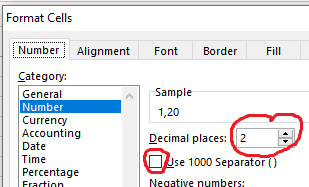 Format Cells
Number Alignment Font Border Fill
Category:
General
Number
Currency
Accounting
Date
Time
Percentage
Fraction
Sample
1,20
Decimal places: 2
Use 1000 Separator ( )
Negative numbers: